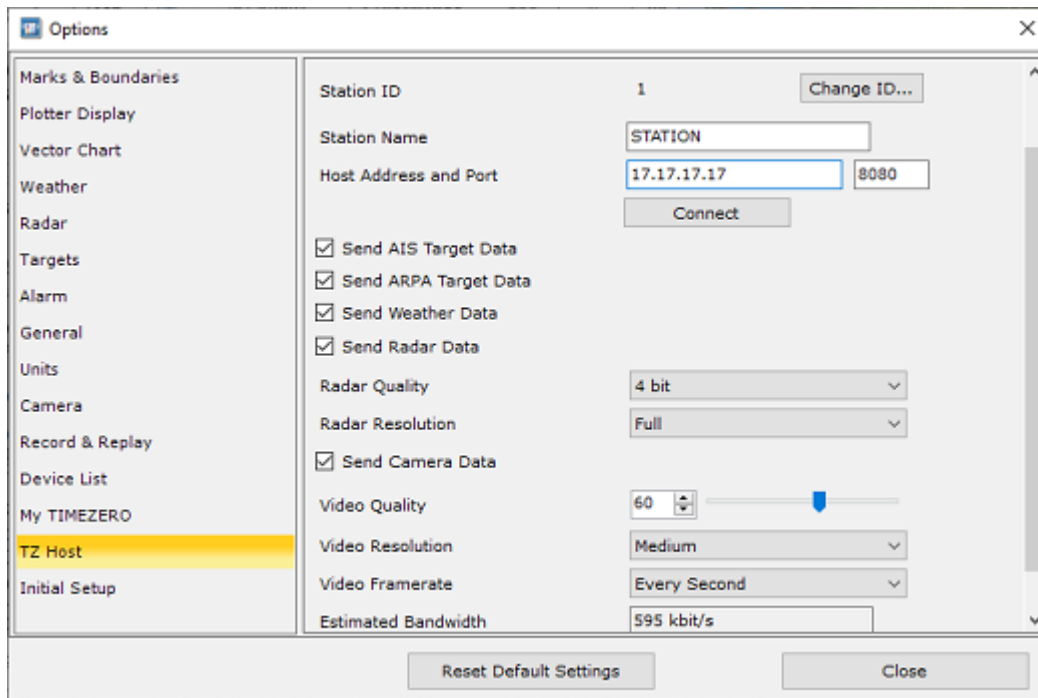 Options
Marks & Boundaries
Plotter Display
Vector Chart
Weather
Radar
Targets
Alarm
General
Units
Camera
Record & Replay
Device List
My TIMEZERO
TZ Host
Initial Setup
Station ID 1 Change ID...
Station Name STATION
Host Address and Port 17.17.17.17 8080
Connect
Send AIS Target Data
Send ARPA Target Data
Send Weather Data
Send Radar Data
Radar Quality 4 bit
Radar Resolution Full
Send Camera Data
Video Quality 60
Video Resolution Medium
Video Framerate Every Second
Estimated Bandwidth 595 kbit/s
Reset Default Settings Close